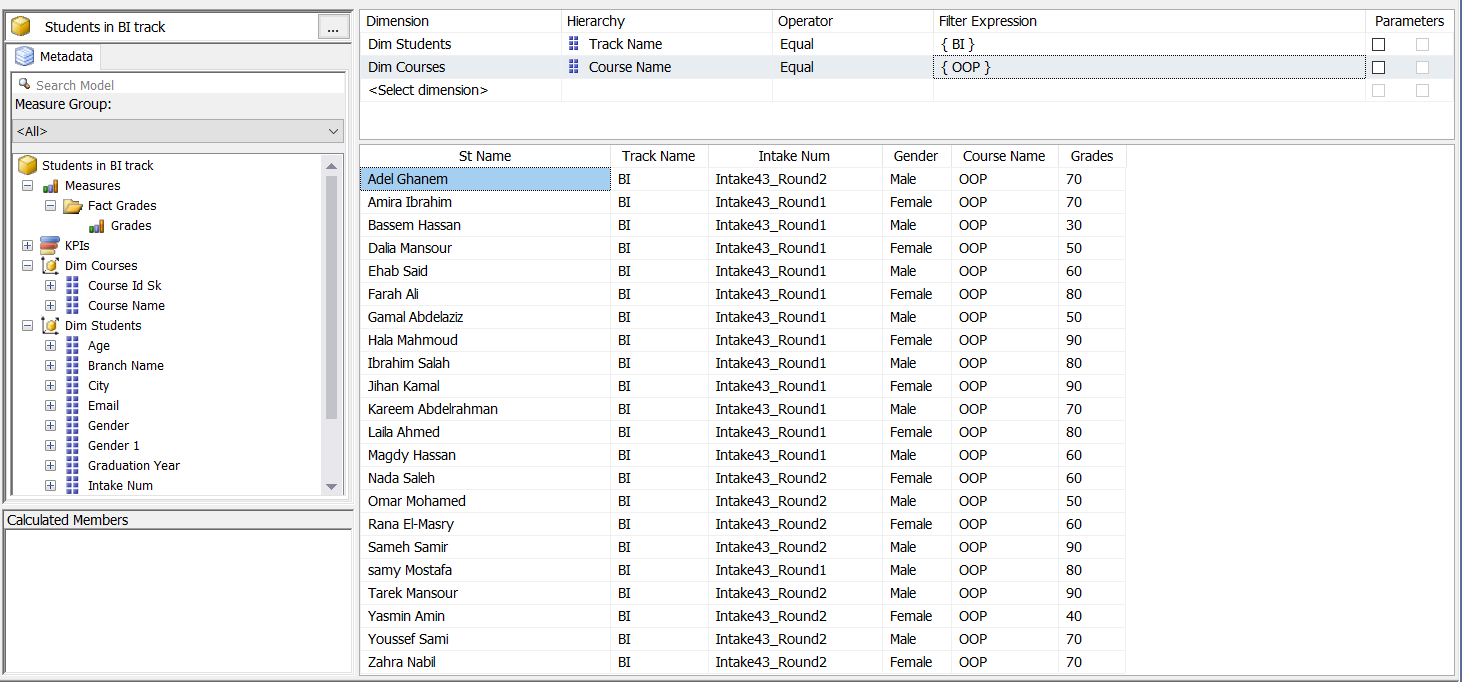 Students in BI track
...
Metadata
Search Model
Measure Group:
<All>
Students in BI track
Measures
Fact Grades
Grades
KPIs
Dim Courses
Course Id Sk
Course Name
Dim Students
Age
Branch Name
City
Email
Gender
Gender 1
Graduation Year
Intake Num
Calculated Members
Dimension Hierarchy Operator Filter Expression Parameters
Dim Students Track Name Equal { BI }
Dim Courses Course Name Equal { OOP }
<Select dimension>
St Name Track Name Intake Num Gender Course Name Grades
Adel Ghanem BI Intake43_Round2 Male OOP 70
Amira Ibrahim BI Intake43_Round1 Female OOP 70
Bassem Hassan BI Intake43_Round1 Male OOP 30
Dalia Mansour BI Intake43_Round1 Female OOP 50
Ehab Said BI Intake43_Round1 Male OOP 60
Farah Ali BI Intake43_Round1 Female OOP 80
Gamal Abdelaziz BI Intake43_Round1 Male OOP 50
Hala Mahmoud BI Intake43_Round1 Female OOP 90
Ibrahim Salah BI Intake43_Round1 Male OOP 80
Jihan Kamal BI Intake43_Round1 Female OOP 90
Kareem Abdelrahman BI Intake43_Round1 Male OOP 70
Laila Ahmed BI Intake43_Round1 Female OOP 80
Magdy Hassan BI Intake43_Round1 Male OOP 60
Nada Saleh BI Intake43_Round2 Female OOP 60
Omar Mohamed BI Intake43_Round2 Male OOP 50
Rana El-Masry BI Intake43_Round2 Female OOP 60
Sameh Samir BI Intake43_Round2 Male OOP 90
samy Mostafa BI Intake43_Round1 Male OOP 80
Tarek Mansour BI Intake43_Round2 Male OOP 90
Yasmin Amin BI Intake43_Round2 Female OOP 40
Youssef Sami BI Intake43_Round2 Male OOP 70
Zahra Nabil BI Intake43_Round2 Female OOP 70